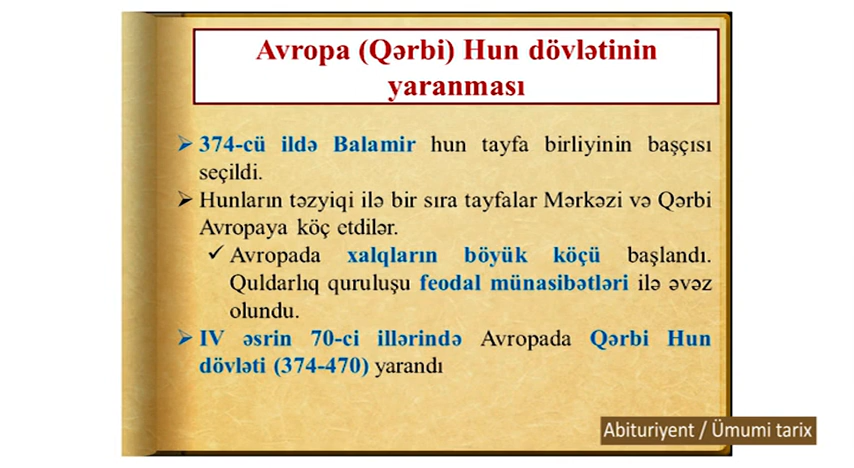 Avropa (Qərbi) Hun dövlətinin
yaranması
➢ 374-cü ildə Balamir hun tayfa birliyinin başçısı
seçildi.
➢ Hunların təzyiqi ilə bir sıra tayfalar Mərkəzi və Qərbi
Avropaya köç etdilər.
✓ Avropada xalqların böyük köçü başlandı.
Quldarlıq quruluşu feodal münasibətləri ilə əvəz
olundu.
➢ IV əsrin 70-ci illərində Avropada Qərbi Hun
dövləti (374-470) yarandı
Abituriyent / Ümumi tarix